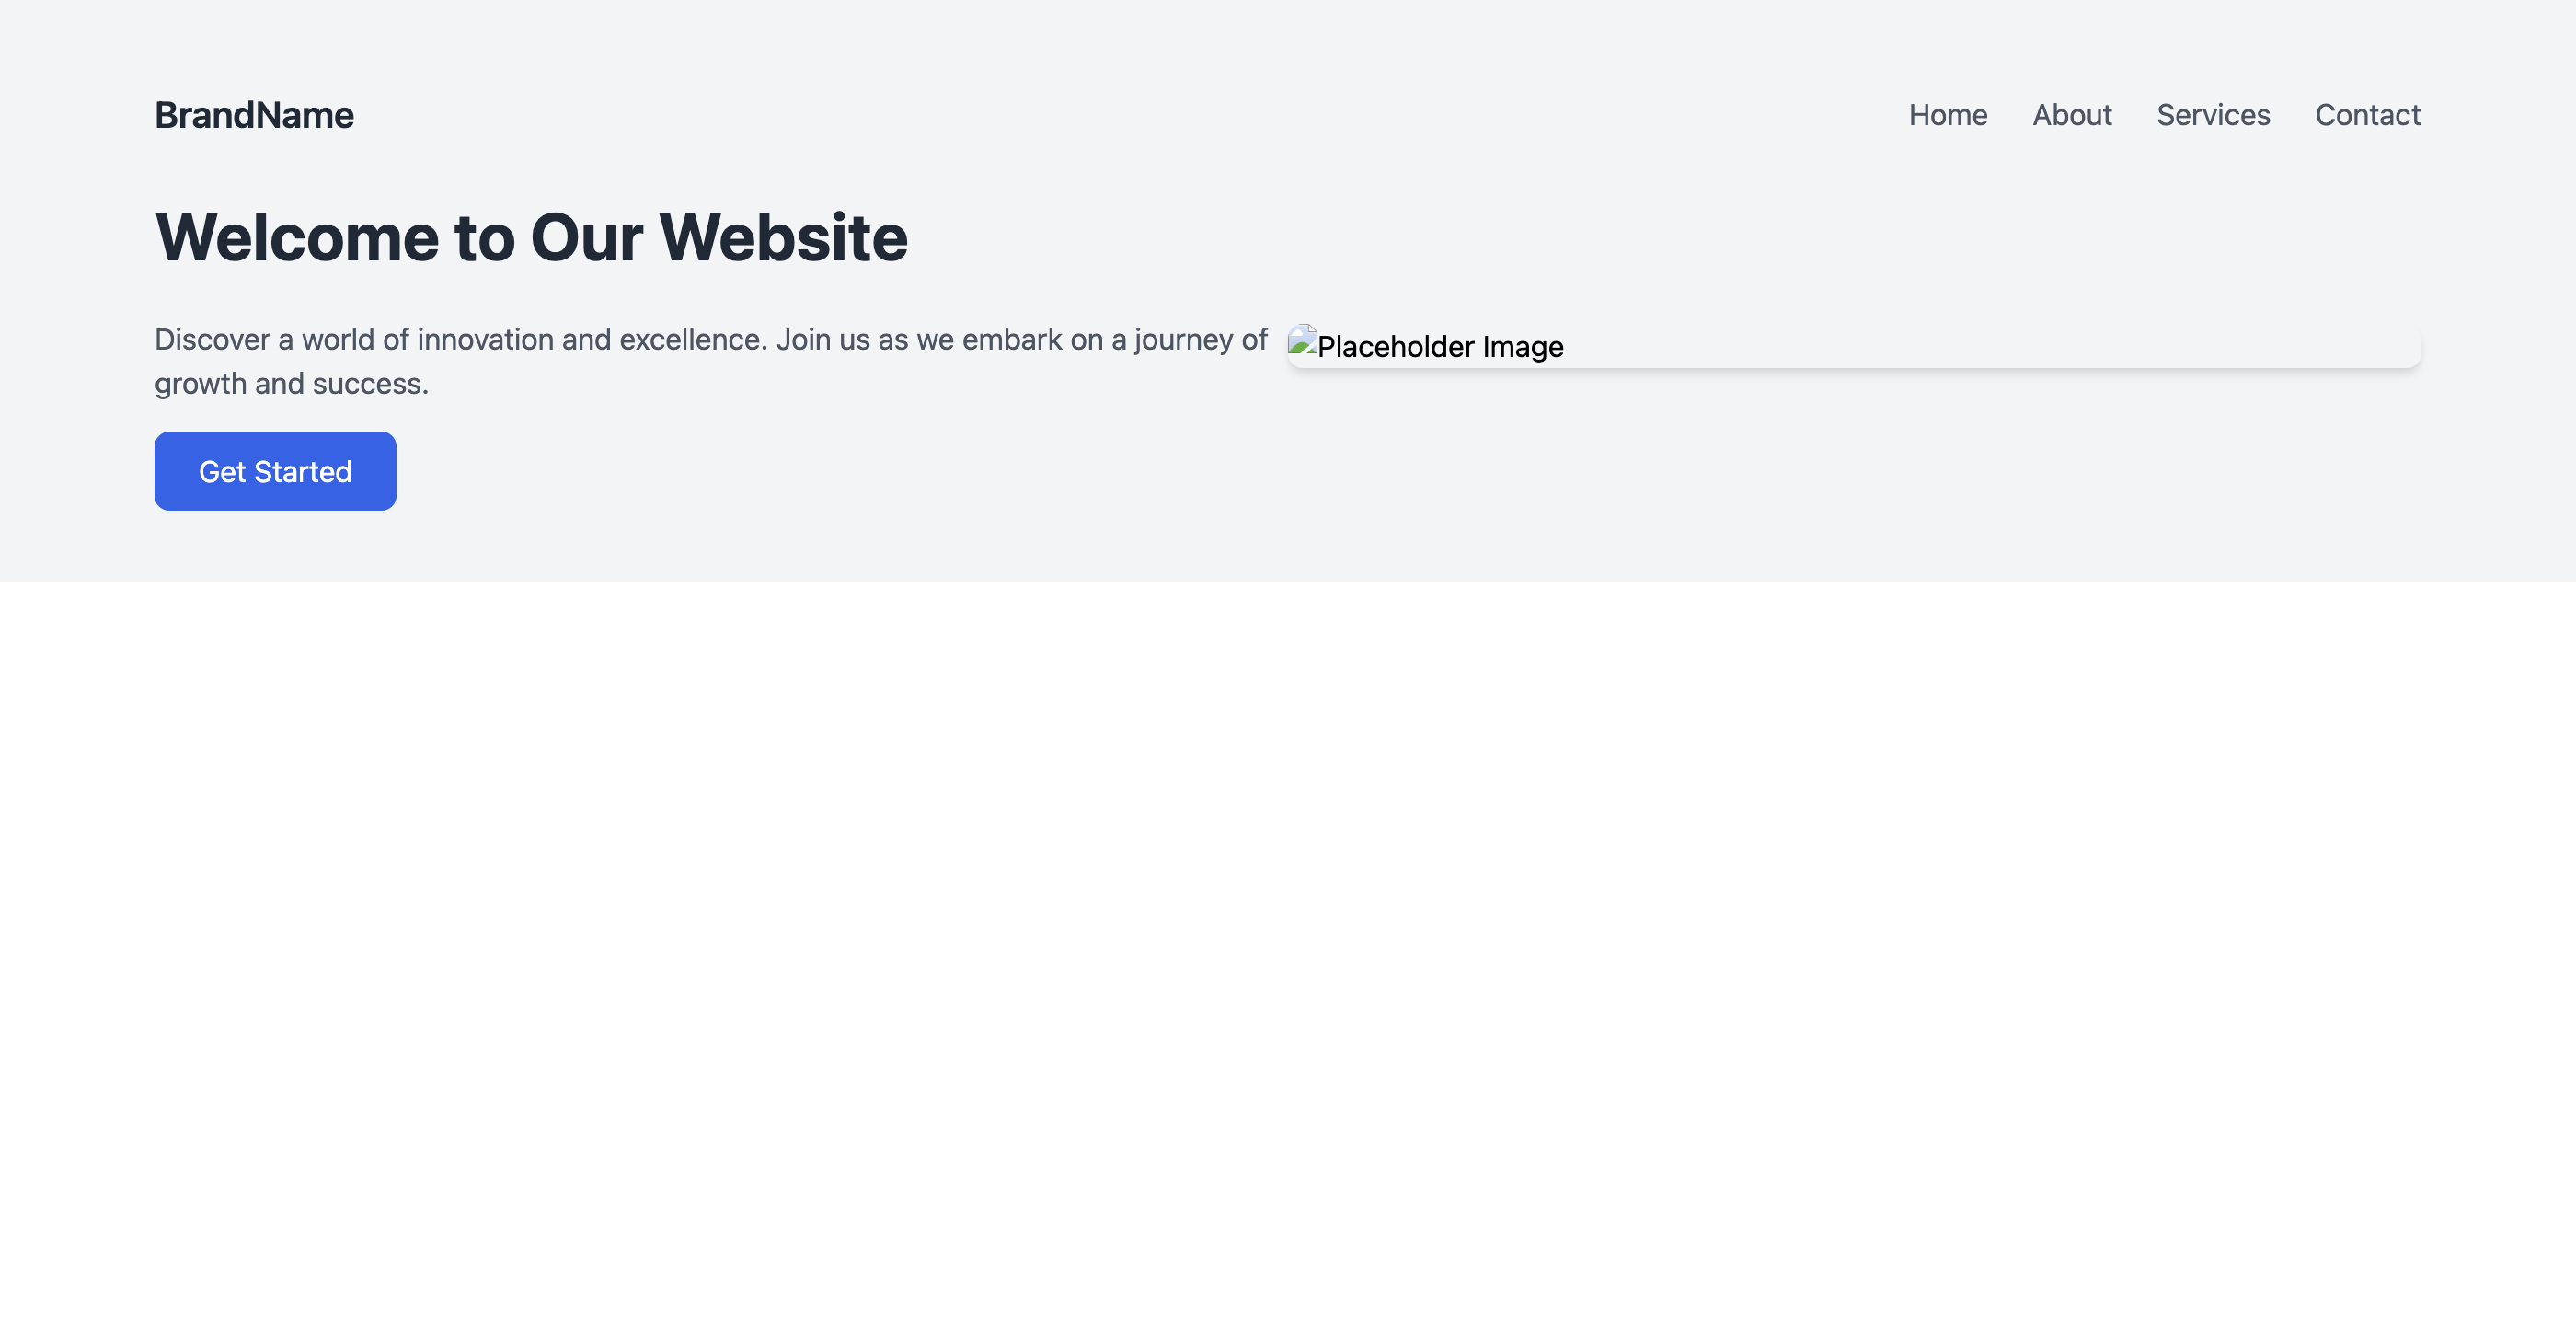 BrandName
Home About Services Contact
Welcome to Our Website
Discover a world of innovation and excellence. Join us as we embark on a journey of
growth and success.
Placeholder Image
Get Started